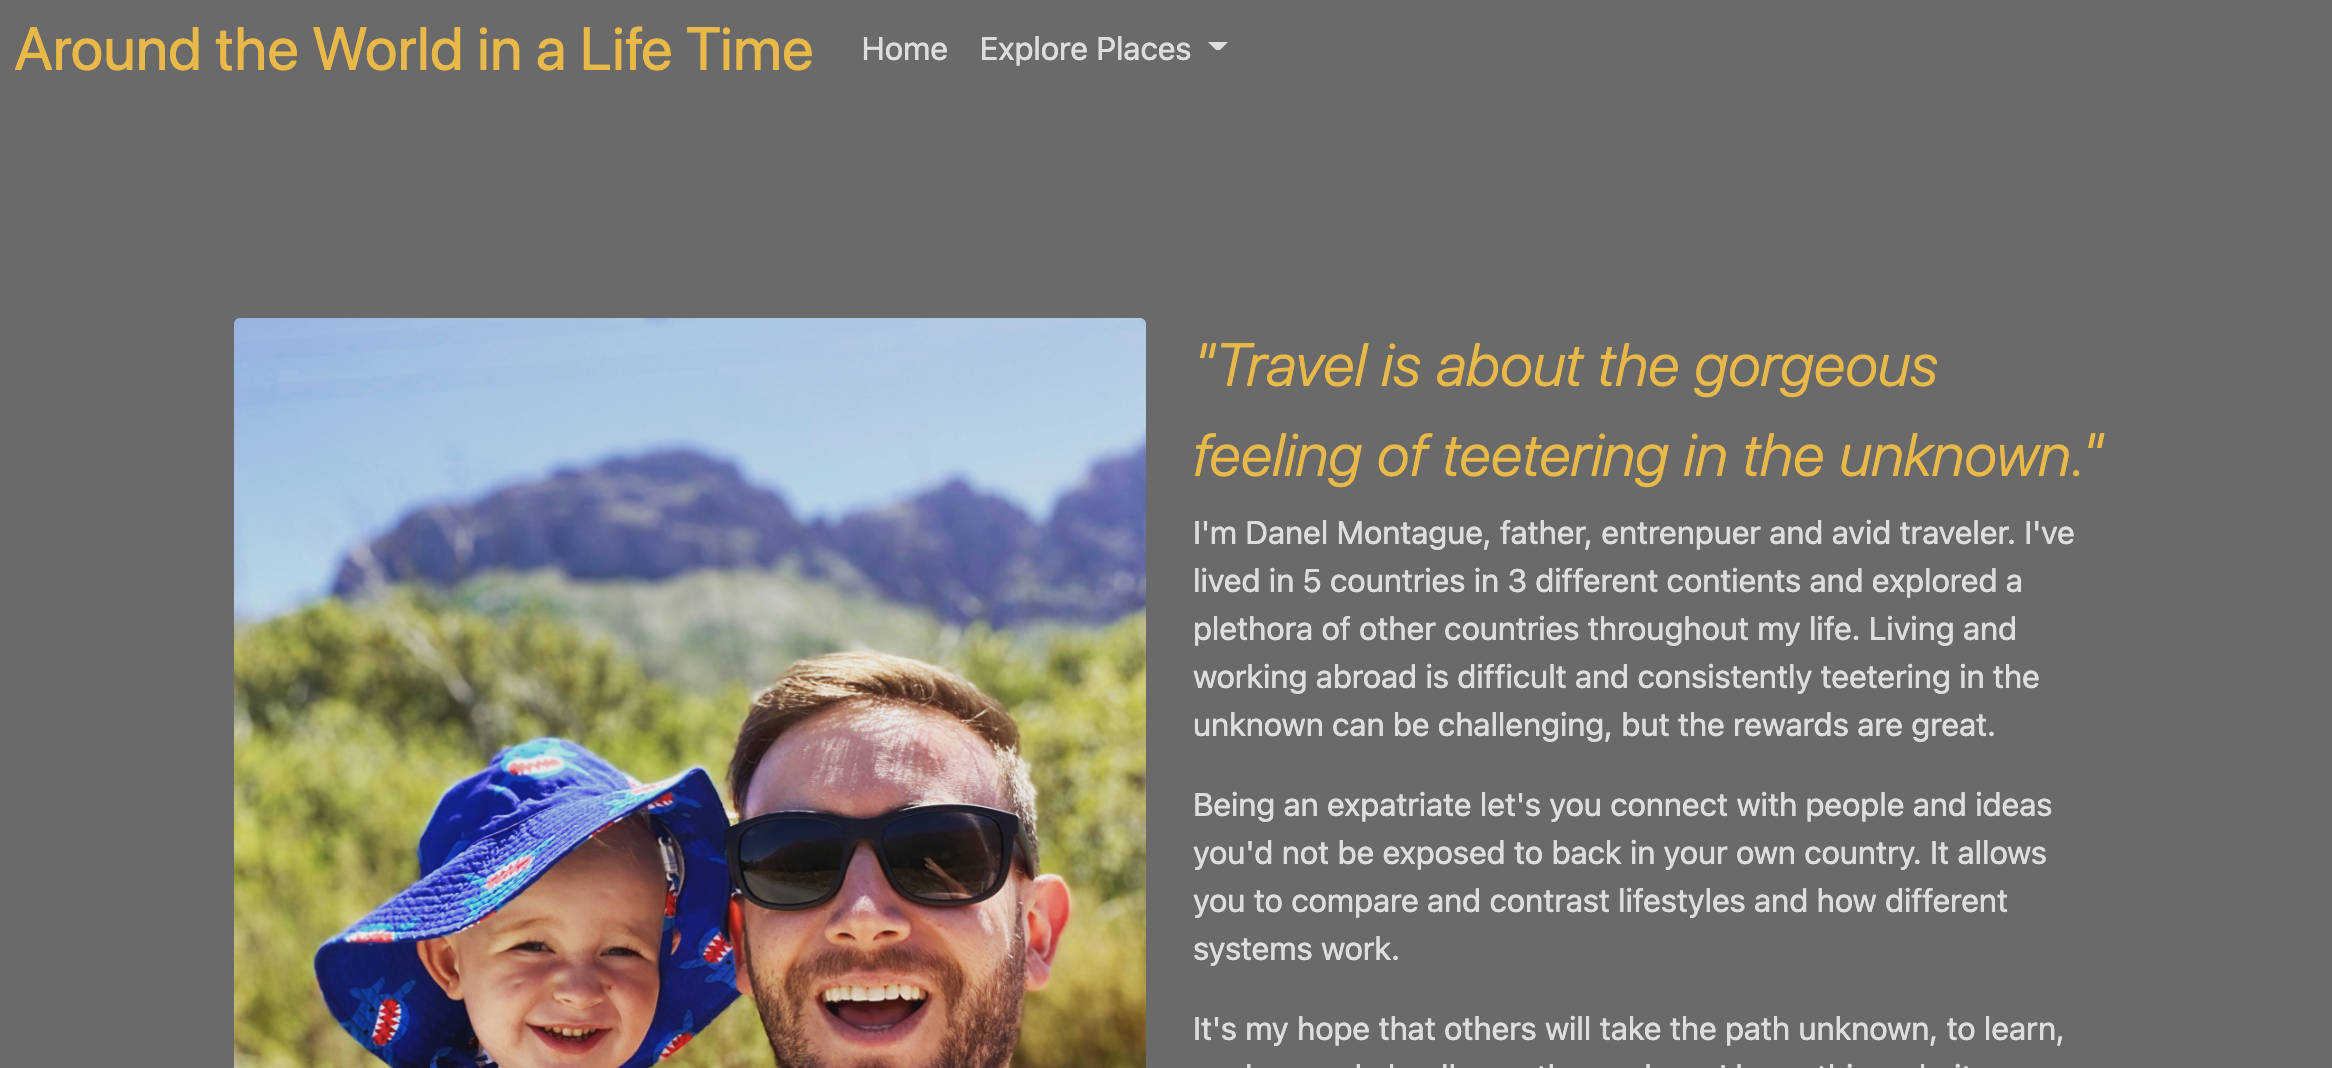 Around the World in a Life Time
Home
Explore Places
"Travel is about the gorgeous
feeling of teetering in the unknown."
I'm Danel Montague, father, entrenpuer and avid traveler. I've
lived in 5 countries in 3 different contients and explored a
plethora of other countries throughout my life. Living and
working abroad is difficult and consistently teetering in the
unknown can be challenging, but the rewards are great.
Being an expatriate let's you connect with people and ideas
you'd not be exposed to back in your own country. It allows
you to compare and contrast lifestyles and how different
systems work.
It's my hope that others will take the path unknown, to learn,